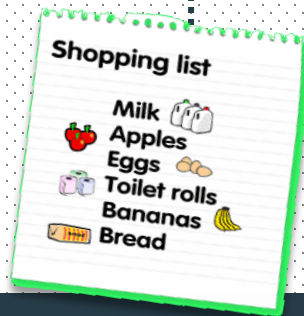 Shopping list
Milk
Apples
Eggs
Toilet rolls
Bananas
Bread